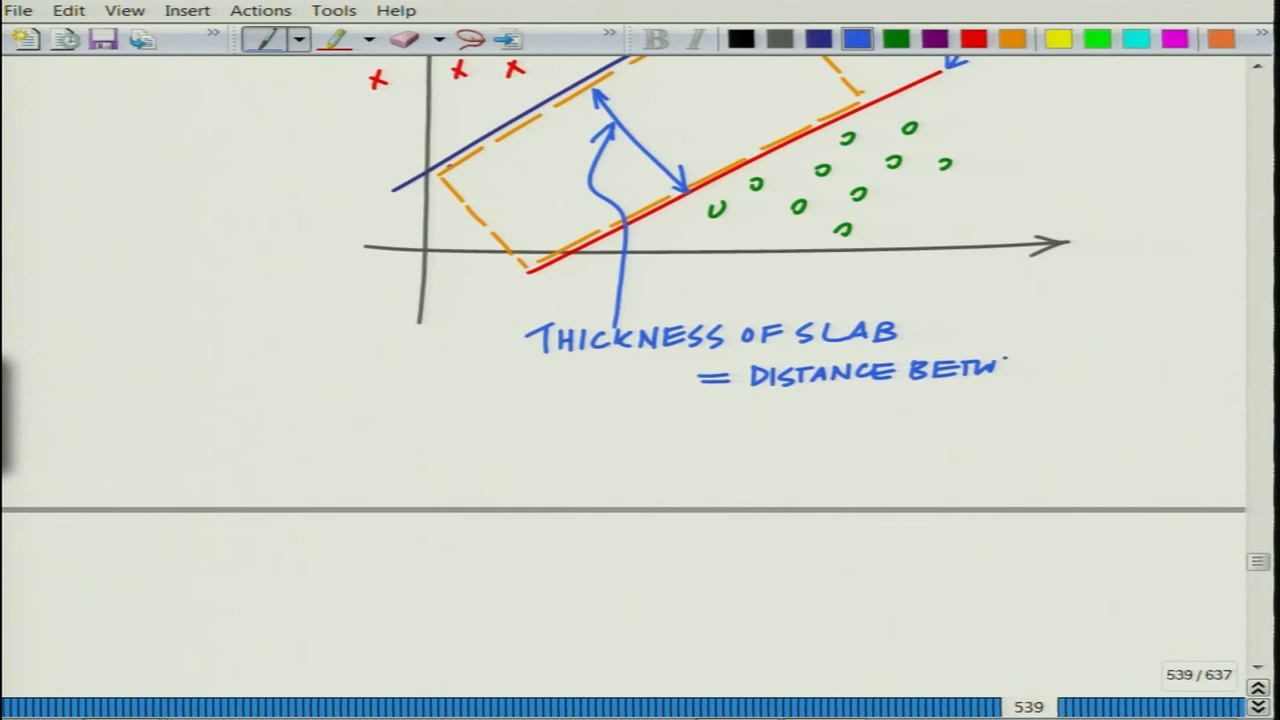 File Edit View Insert Actions Tools Help
B I
THICKNESS OF SLAB
= DISTANCE BETW
539 / 637
539